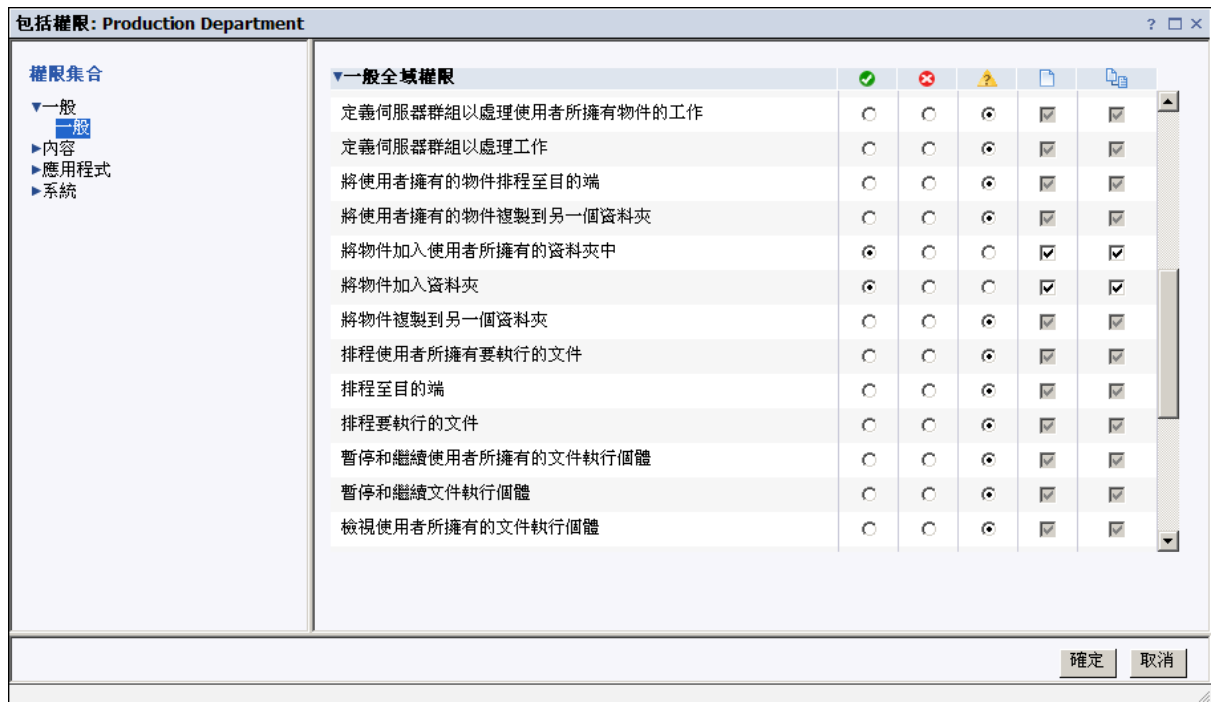 包括權限: Production Department
?
權限集合
▼一般
一般
▶內容
▶應用程式
▶系統
▼一般全域權限
定義伺服器群組以處理使用者所擁有物件的工作
定義伺服器群組以處理工作
將使用者擁有的物件排程至目的端
將使用者擁有的物件複製到另一個資料夾
將物件加入使用者所擁有的資料夾中
將物件加入資料夾
將物件複製到另一個資料夾
排程使用者所擁有要執行的文件
排程至目的端
排程要執行的文件
暫停和繼續使用者所擁有的文件執行個體
暫停和繼續文件執行個體
檢視使用者所擁有的文件執行個體
確定 取消